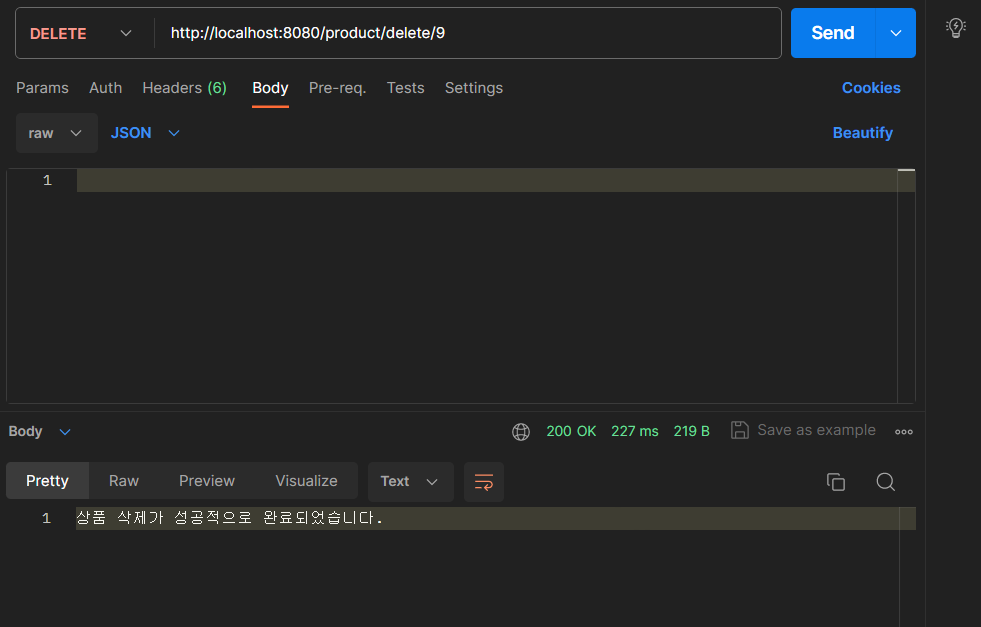 DELETE http://localhost:8080/product/delete/9 Send
Params Auth Headers (6) Body Pre-req. Tests Settings Cookies
raw JSON Beautify
1
Body 200 OK 227 ms 219 B Save as example
Pretty Raw Preview Visualize Text
1 상품 삭제가 성공적으로 완료되었습니다.